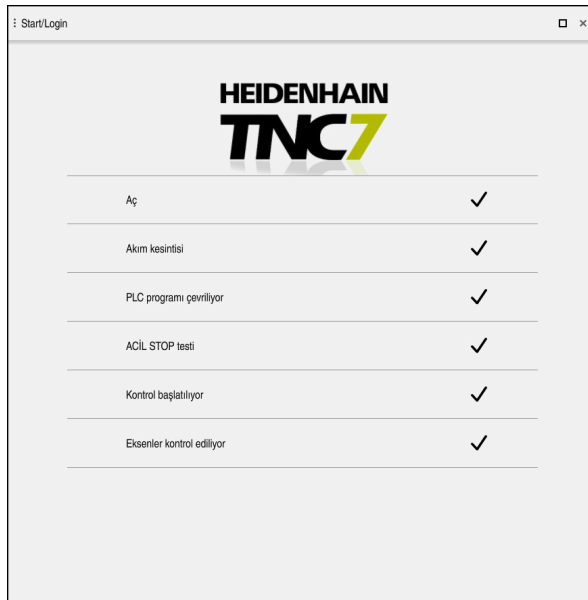 Start/Login
HEIDENHAIN
TNC7
Aç
Akım kesintisi
PLC programı çevriliyor
ACİL STOP testi
Kontrol başlatılıyor
Eksenler kontrol ediliyor